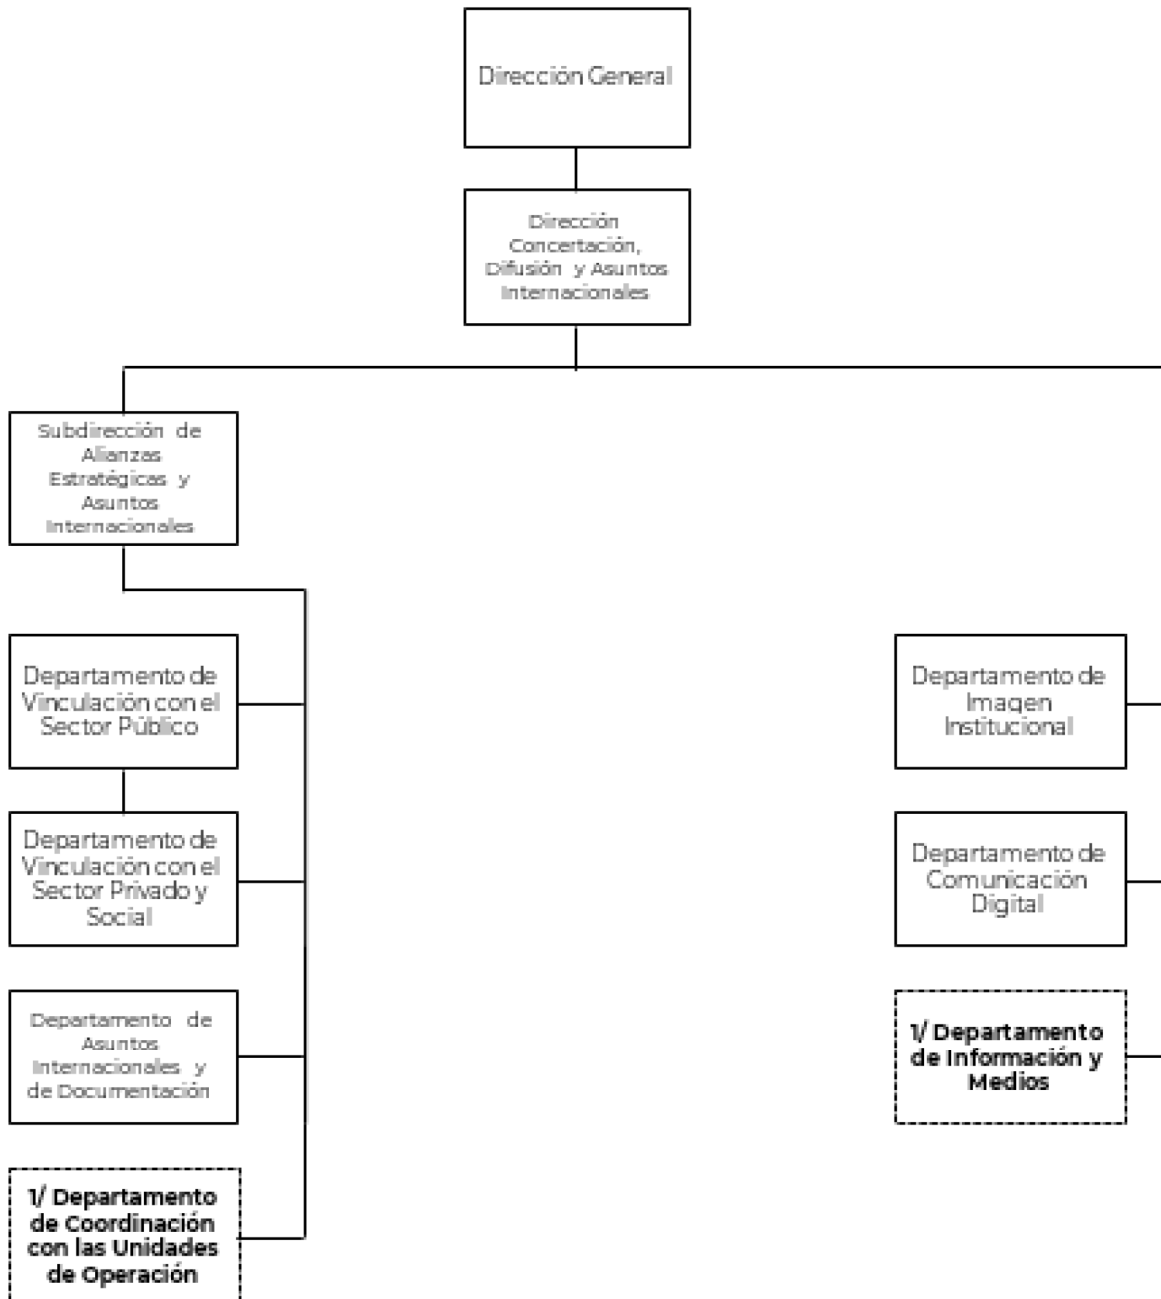 Dirección General
Dirección
Concertación,
Difusión y Asuntos
Internacionales
Subdirección de
Alianzas
Estratégicas y
Asuntos
Internacionales
Departamento de
Vinculación con el
Sector Público
Departamento de
Vinculación con el
Sector Privado y
Social
Departamento de
Asuntos
Internacionales y
de Documentación
1/ Departamento
de Coordinación
con las Unidades
de Operación
Departamento de
Imagen
Institucional
Departamento de
Comunicación
Digital
1/ Departamento
de Información y
Medios